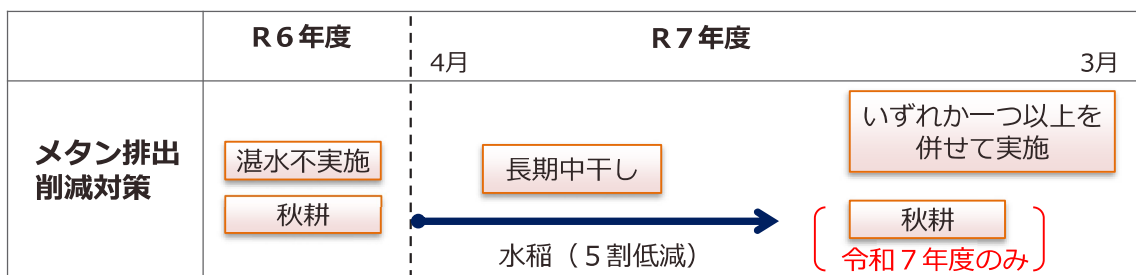 R6年度
R7年度
4月
3月
メタン排出
削減対策
湛水不実施
秋耕
長期中干し
水稲（5割低減）
いずれか一つ以上を
併せて実施
秋耕
令和7年度のみ